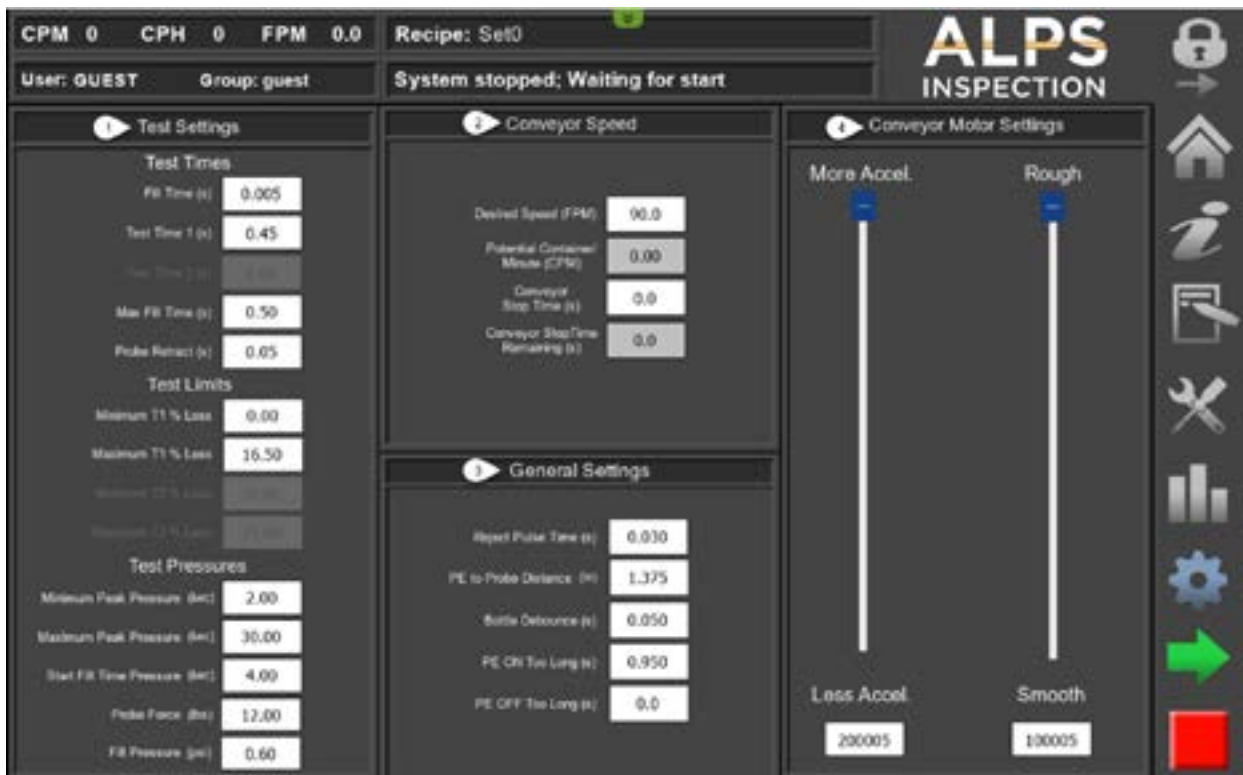 CPM 0 CPH 0 FPM 0.0
Recipe: Set0
User: GUEST Group: guest
System stopped; Waiting for start
ALPS
INSPECTION
1 Test Settings
Test Times
Fill Time (s) 0.005
Test Time 1 (s) 0.45
Max Fill Time (s) 0.50
Probe Retract (s) 0.05
Test Limits
Minimum T1 % Loss 0.00
Maximum T1 % Loss 16.50
Test Pressures
Minimum Peak Pressure 2.00
Maximum Peak Pressure 30.00
Start Fill Time Pressure 4.00
Probe Force (lbs) 12.00
Fill Pressure (psi) 0.60
2 Conveyor Speed
Desired Speed (FPM) 90.0
Potential Container/
Minute (CPM) 0.00
Conveyor
Stop Time (s) 0.0
Conveyor StopTime
Remaining (s) 0.0
3 General Settings
Reject Pulse Time (s) 0.030
PE to Probe Distance (in) 1.375
Bottle Debounce (s) 0.050
PE ON Too Long (s) 0.950
PE OFF Too Long (s) 0.0
4 Conveyor Motor Settings
More Accel. Rough
Less Accel. Smooth
200005 100005